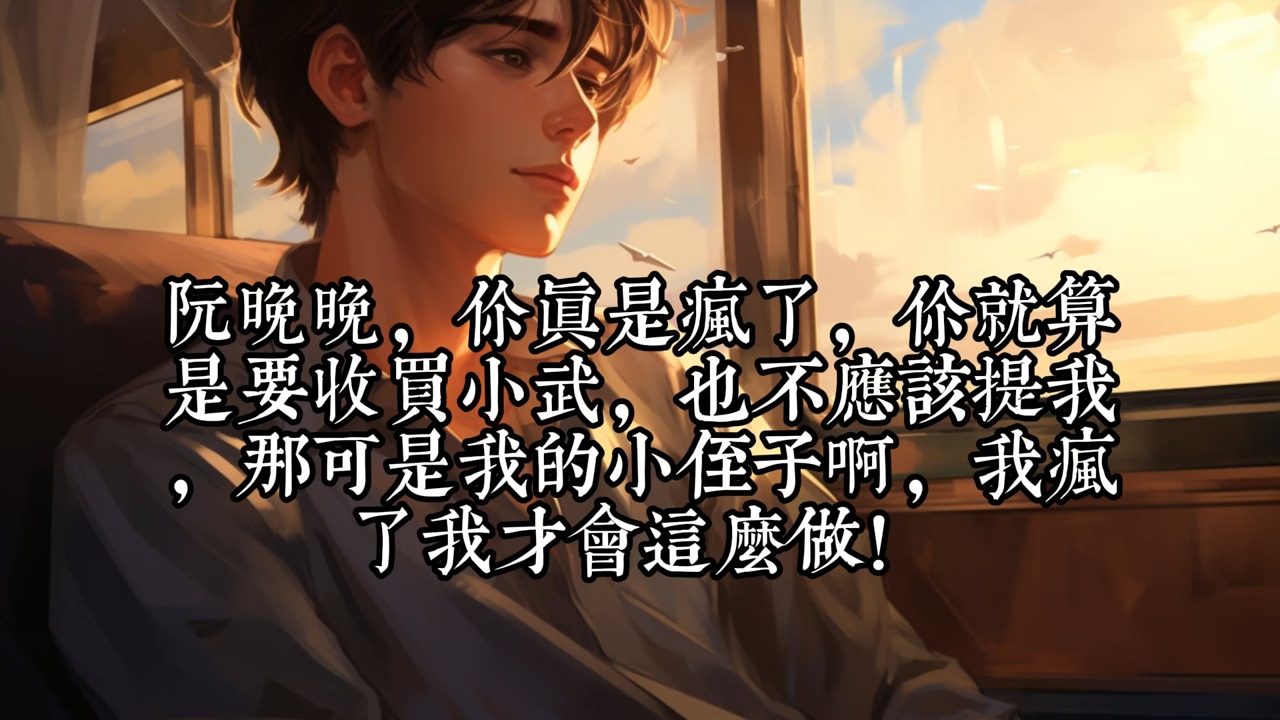 阮晚晚，你眞是瘋了，你就算
是要收買小武，也不應該提我
，那可是我的小侄子啊，我瘋
了我才會這麼做！